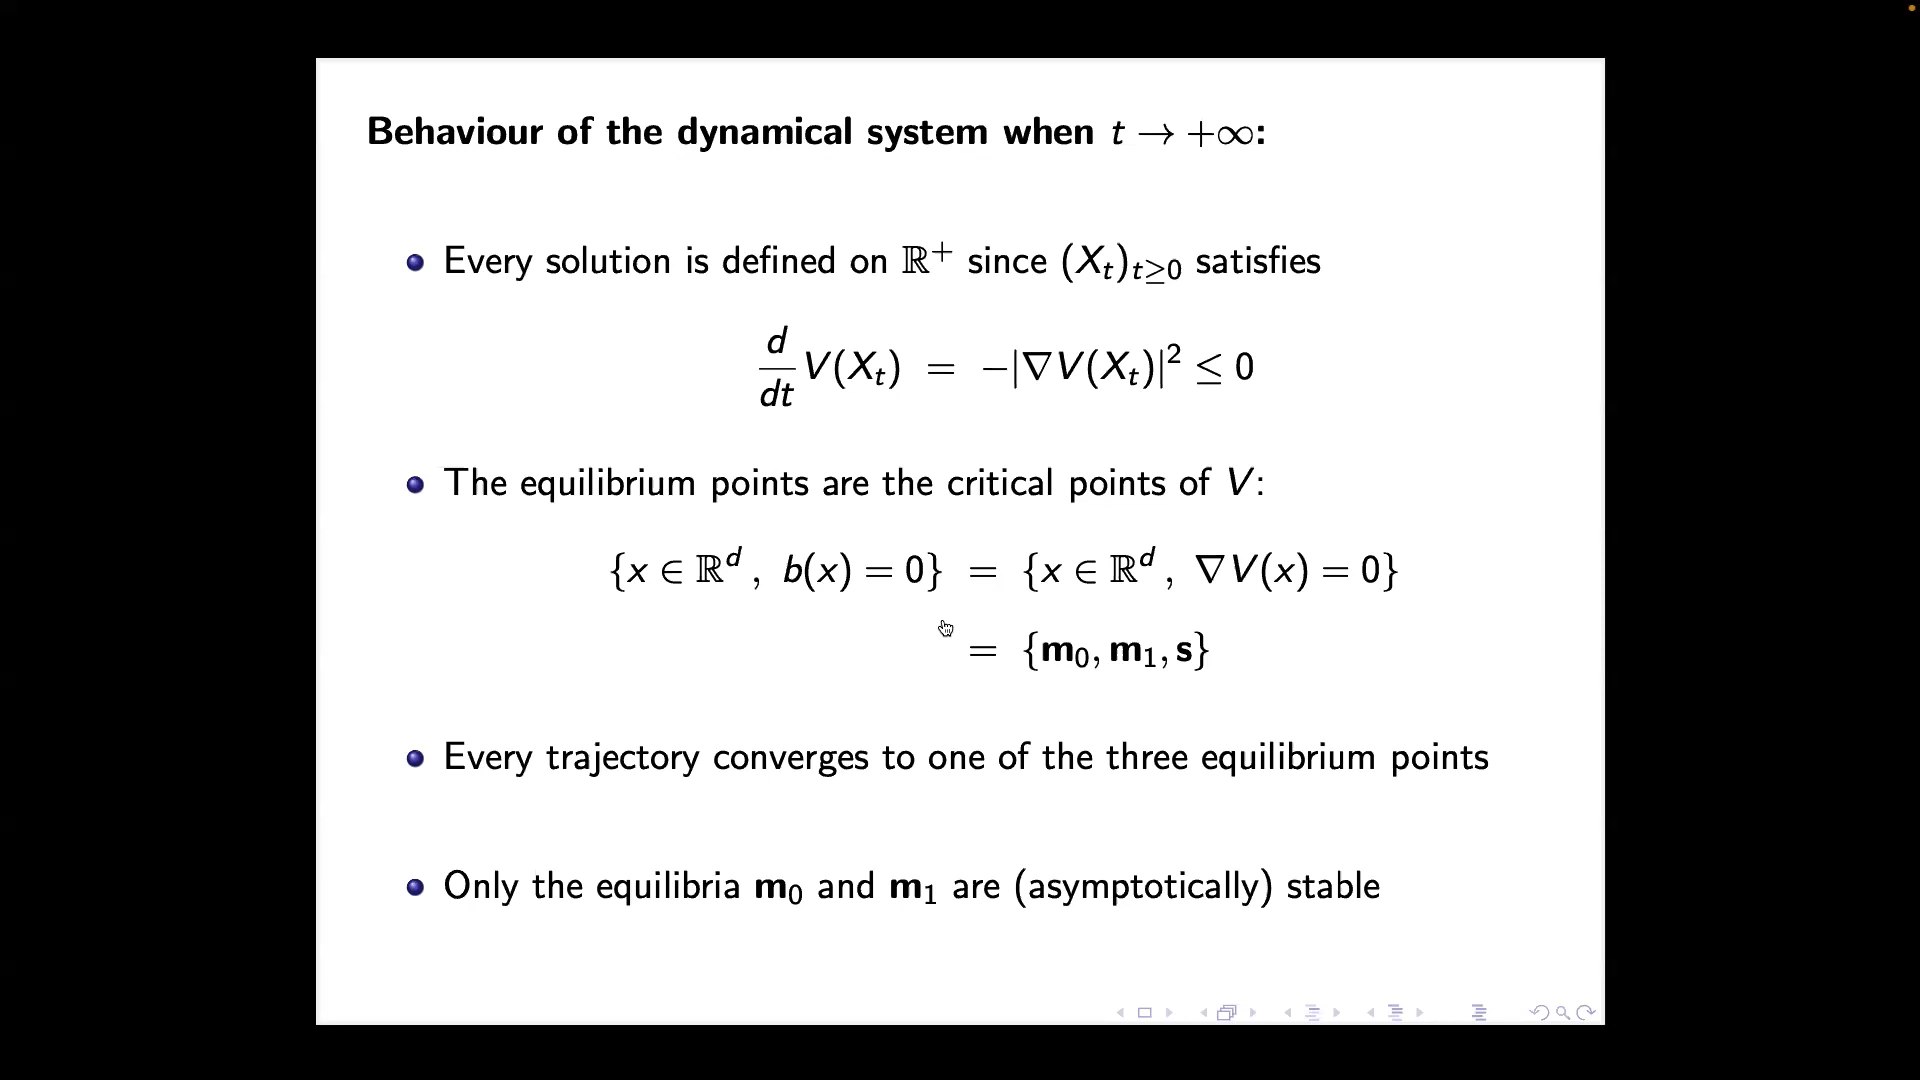 Behaviour of the dynamical system when t → +∞:
Every solution is defined on ℝ⁺ since (Xₜ)ₜ≥₀ satisfies
d/dt V(Xₜ) = −|∇V(Xₜ)|² ≤ 0
The equilibrium points are the critical points of V:
{x ∈ ℝᵈ, b(x) = 0} = {x ∈ ℝᵈ, ∇V(x) = 0}
= {m₀, m₁, s}
Every trajectory converges to one of the three equilibrium points
Only the equilibria m₀ and m₁ are (asymptotically) stable